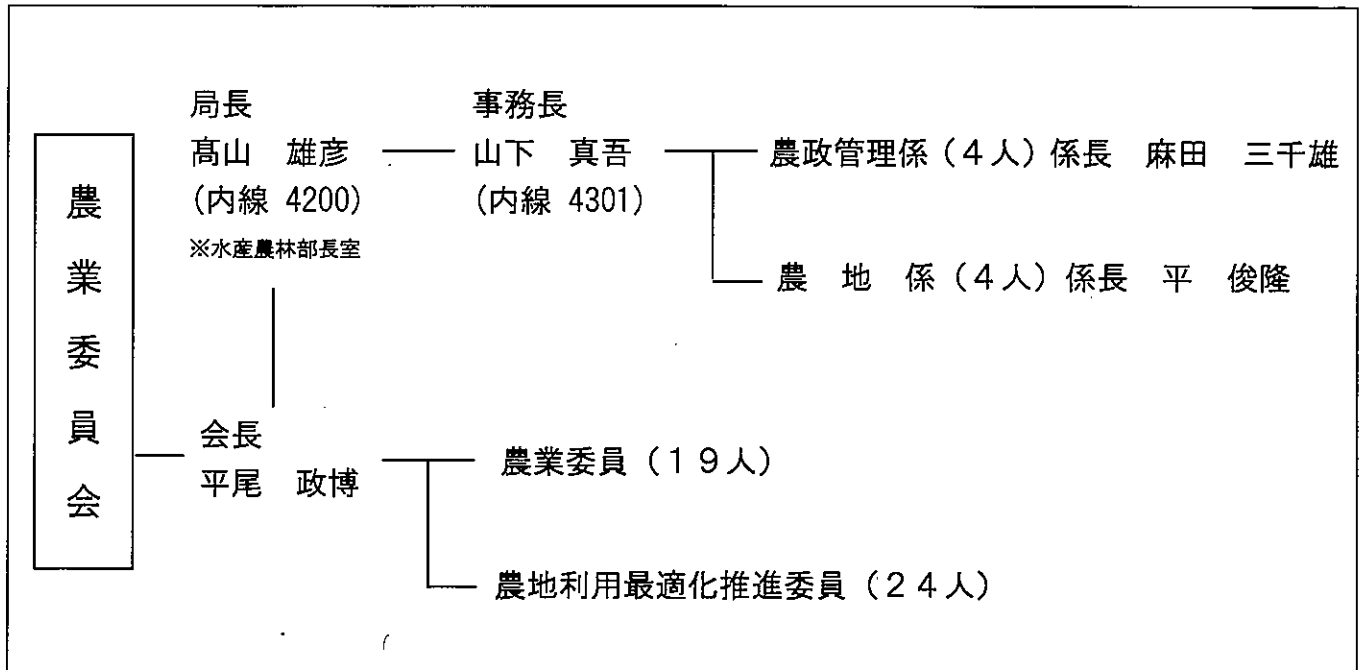 農業委員会
局長
髙山 雄彦
(内線 4200)
※水産農林部長室
事務長
山下 真吾
(内線 4301)
農政管理係(4人)係長 麻田 三千雄
農 地 係(4人)係長 平 俊隆
会長
平尾 政博
農業委員(19人)
農地利用最適化推進委員(24人)